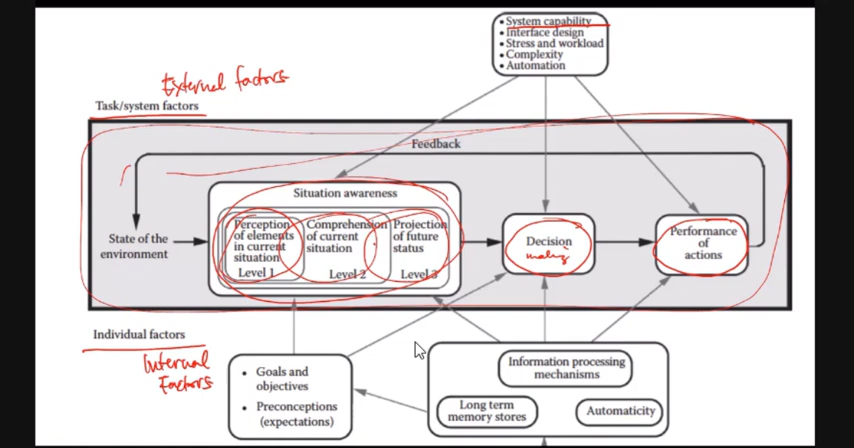 • System capability
• Interface design
• Stress and workload
• Complexity
• Automation
External factors
Task/system factors
Feedback
Situation awareness
Perception
of elements
in current
situation
Level 1
Comprehension
of current
situation
Level 2
Projection
of future
status
Level 3
State of the
environment
Decision
making
Performance
of
actions
Individual factors
Internal
Factors
• Goals and
objectives
• Preconceptions
(expectations)
Information processing
mechanisms
Long term
memory stores
Automaticity